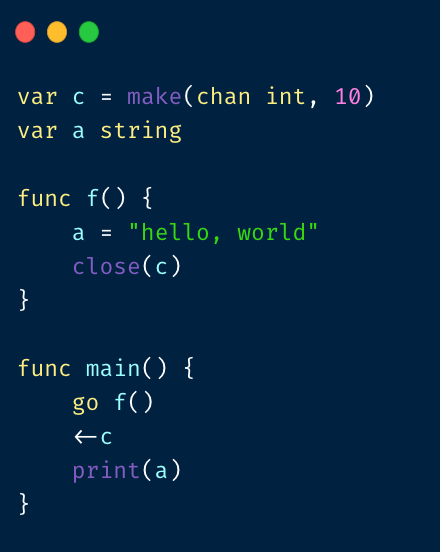 var c = make(chan int, 10)
var a string
func f() {
    a = "hello, world"
    close(c)
}
func main() {
    go f()
    <-c
    print(a)
}